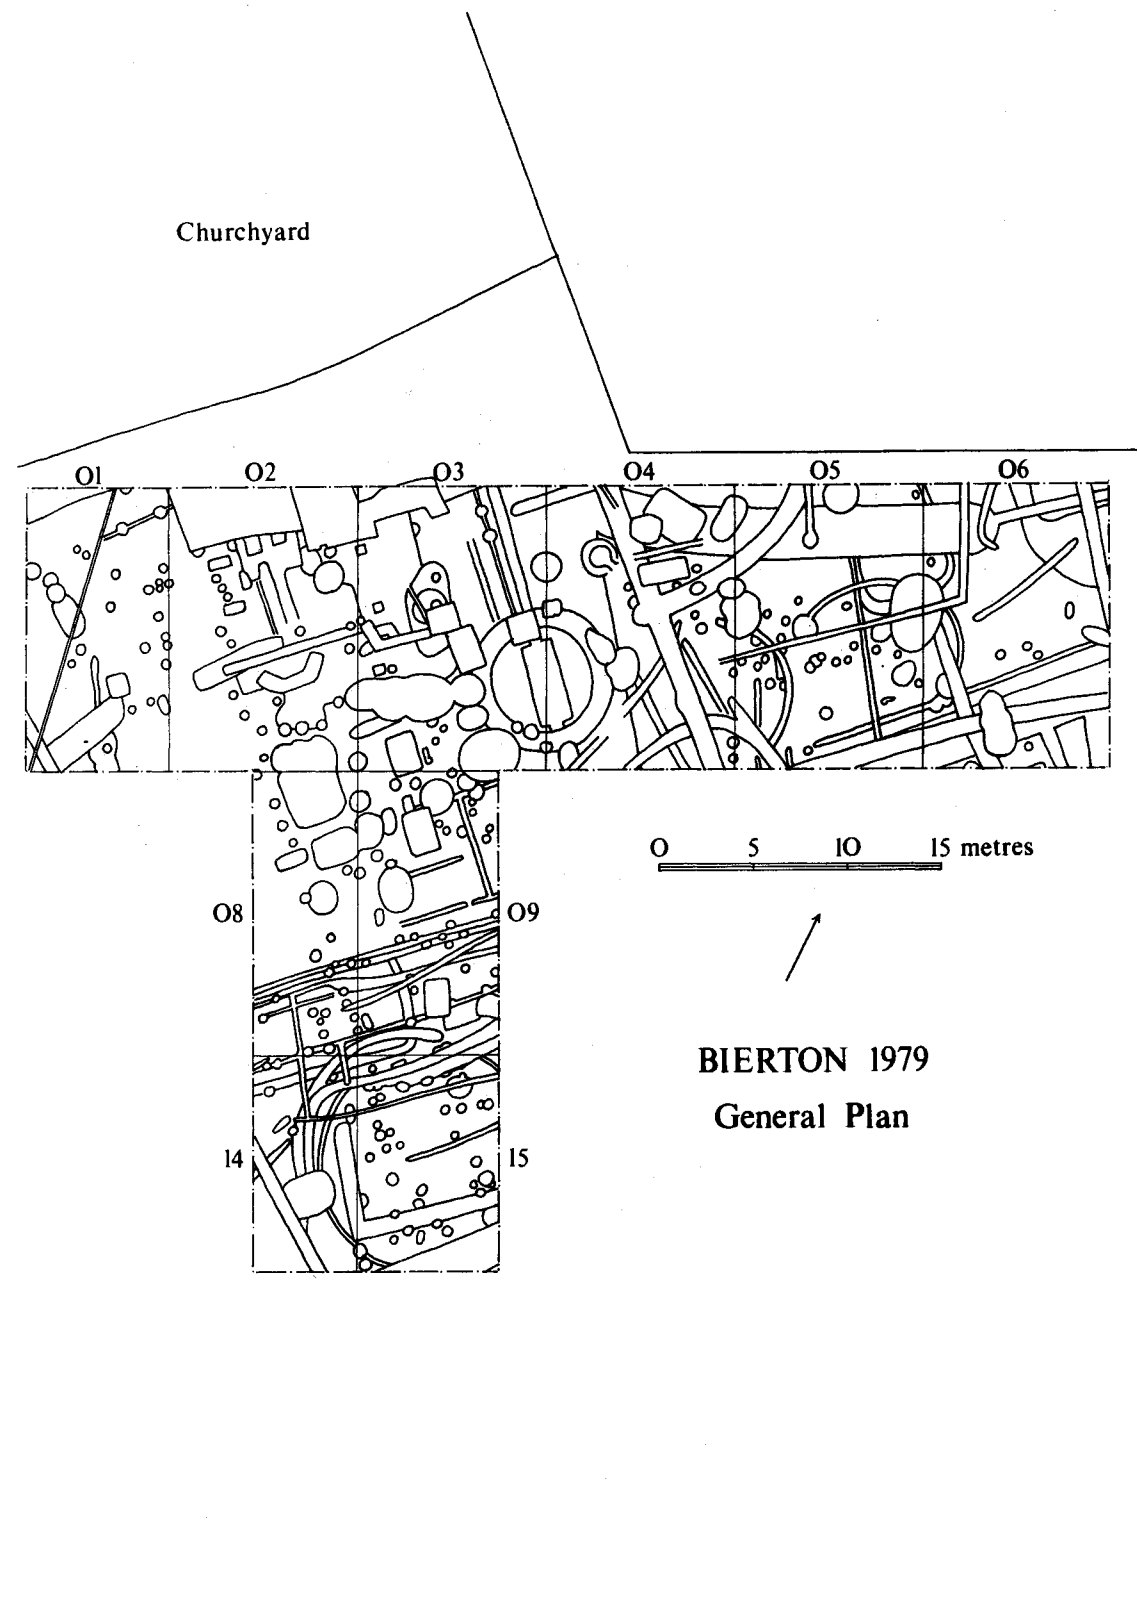 Churchyard
O1 O2 O3 O4 O5 O6
0 5 10 15 metres
O8 O9
BIERTON 1979
General Plan
14 15